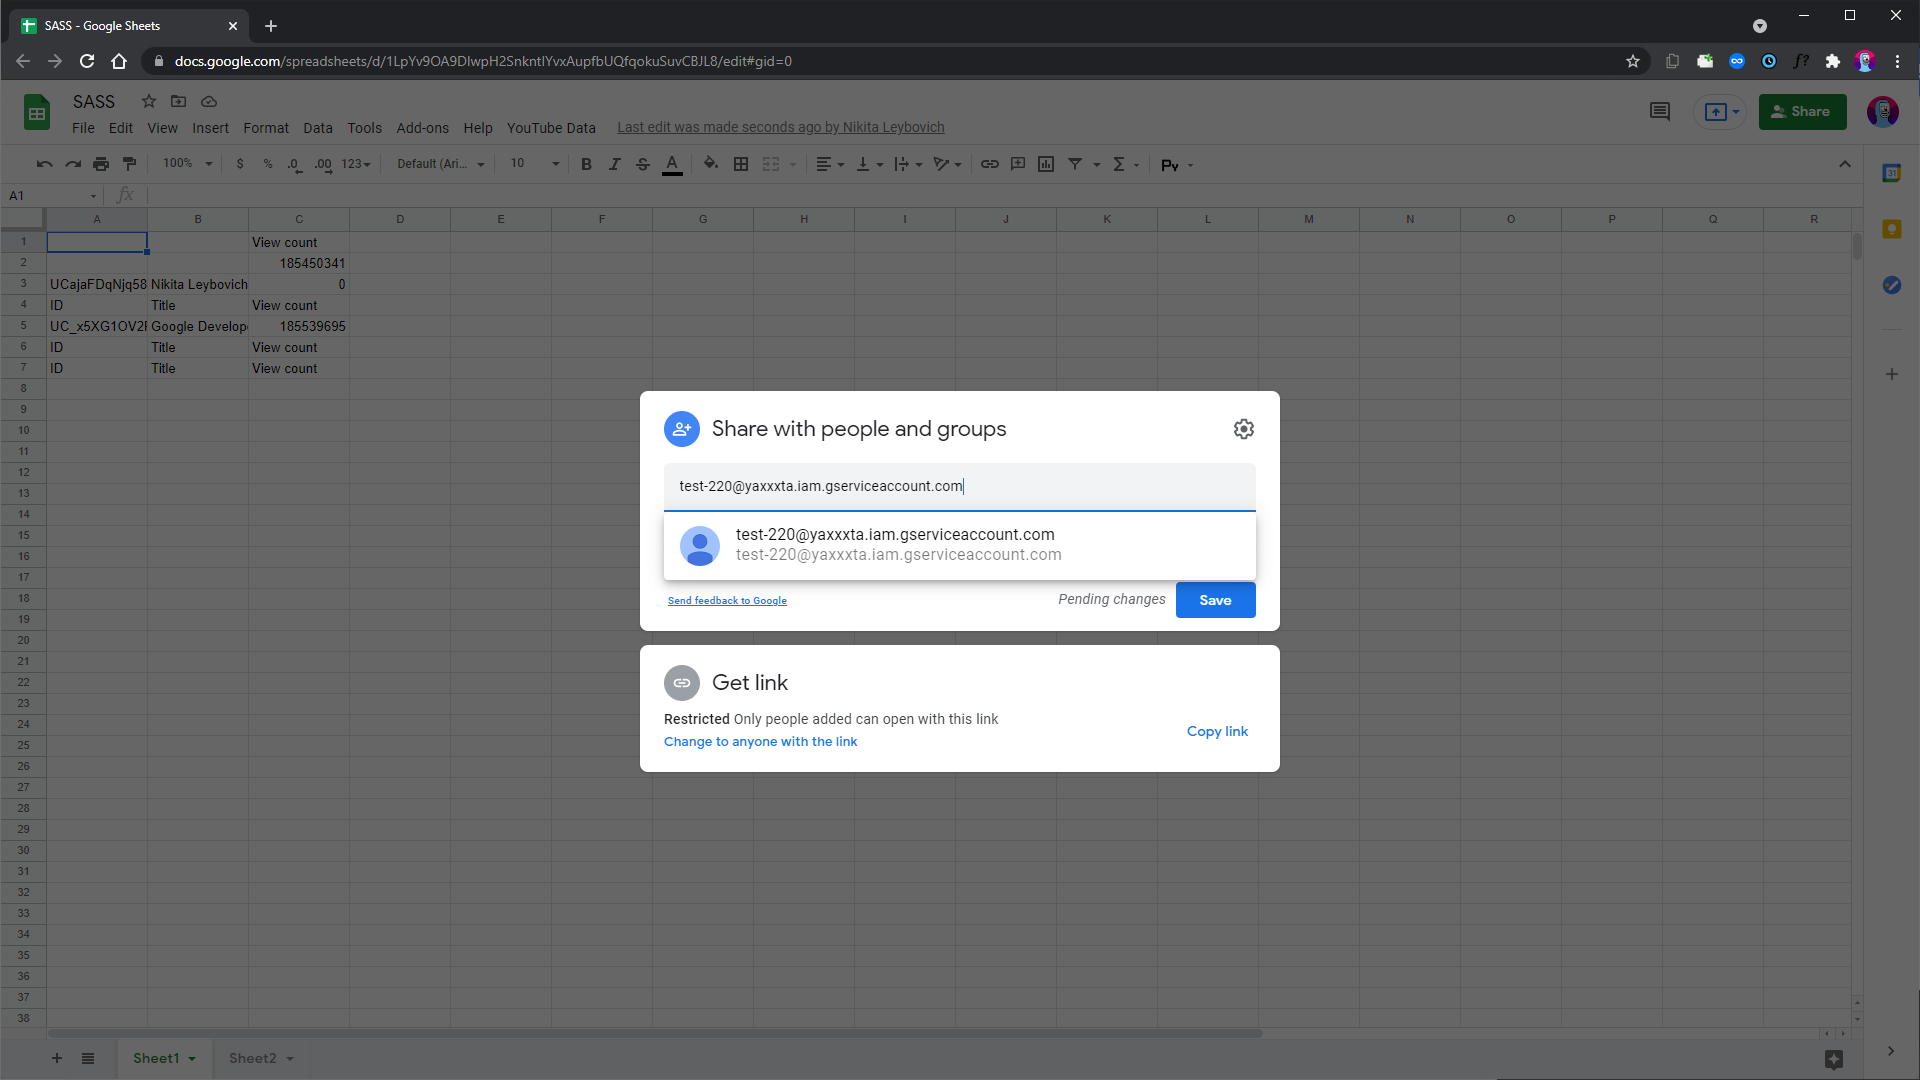 SASS - Google Sheets
docs.google.com/spreadsheets/d/1LpYv9OA9DIwpH2SnkntlYvxAupfbUQfqokuSuvCBJL8/edit#gid=0
f?
SASS
File Edit View Insert Format Data Tools Add-ons Help YouTube Data Last edit was made seconds ago by Nikita Leybovich
Share
100% $ % .0 .00 123 Default (Ari... 10 B I S A Σ Py
31
A1 fx
A B C D E F G H I J K L M N O P Q R
1 View count
2 185450341
3 UCajaFDqNjq58 Nikita Leybovich 0
4 ID Title View count
5 UC_x5XG1OV2 Google Develop 185539695
6 ID Title View count
7 ID Title View count
8
9
10
11
12
13
14
15
16
17
18
19
20
21
22
23
24
25
26
27
28
29
30
31
32
33
34
35
36
37
38
Share with people and groups
test-220@yaxxxta.iam.gserviceaccount.com
test-220@yaxxxta.iam.gserviceaccount.com
test-220@yaxxxta.iam.gserviceaccount.com
Send feedback to Google Pending changes Save
Get link
Restricted Only people added can open with this link
Change to anyone with the link
Copy link
Sheet1 Sheet2